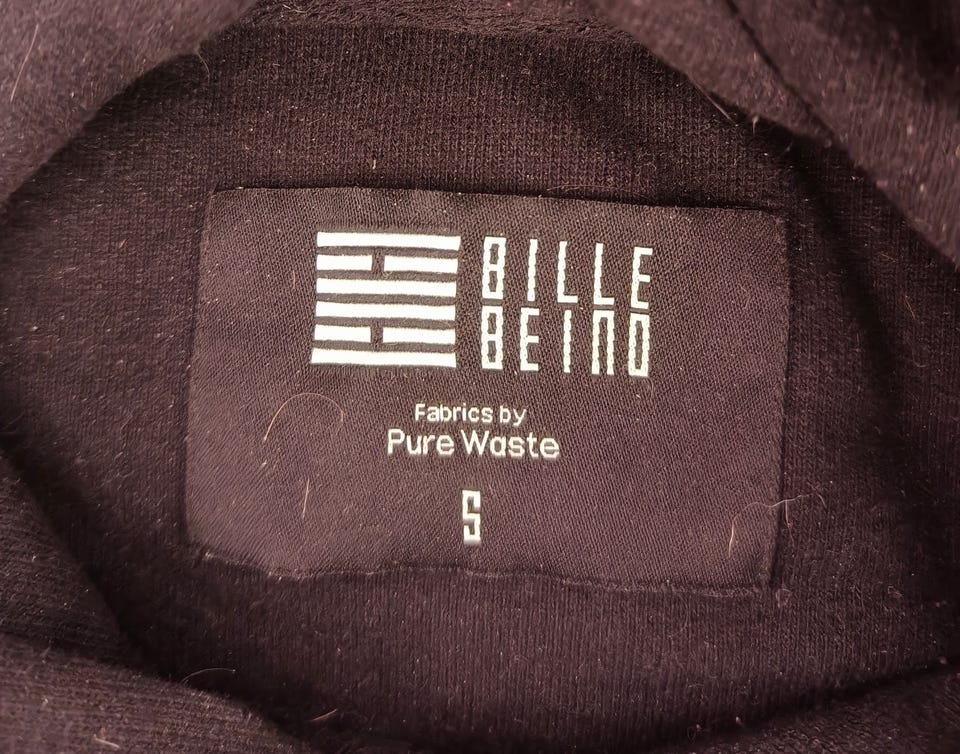 BILLE
BEINO
Fabrics by
Pure Waste
S